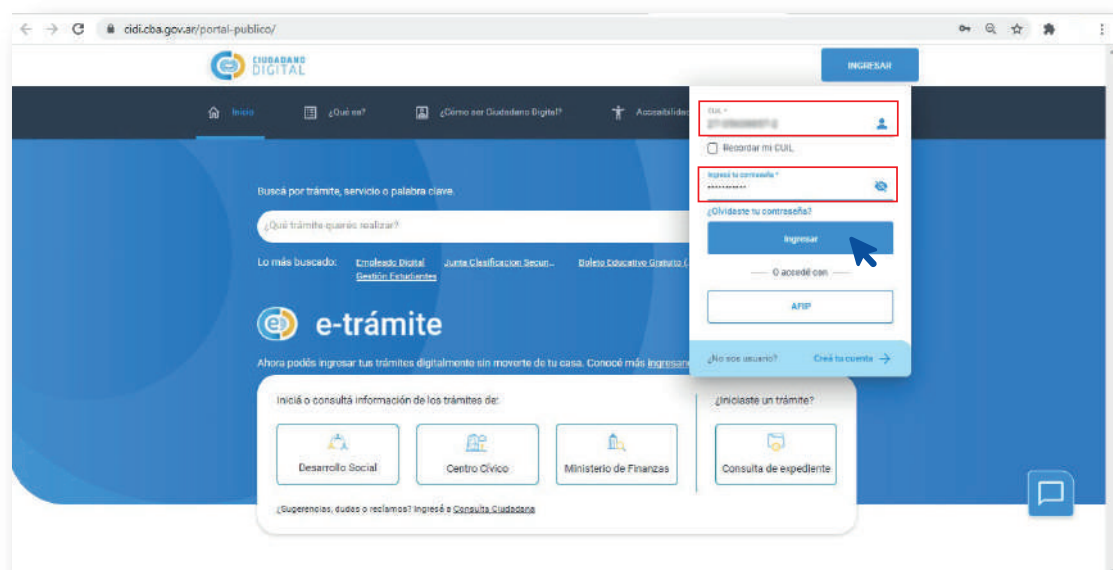 cidi.cba.gov.ar/portal-publico/
CIUDADANO
DIGITAL
INGRESAR
Inicio
¿Qué es?
¿Cómo ser Ciudadano Digital?
Accesibilidad
CUIL *
Recordar mi CUIL
Ingresá tu contraseña *
¿Olvidaste tu contraseña?
Ingresar
O accedé con
AFIP
¿No sos usuario? Creá tu cuenta
Buscá por trámite, servicio o palabra clave.
¿Qué trámite querés realizar?
Lo más buscado: Empleado Digital Junta Clasificacion Secun... Boleto Educativo Gratuito (
Gestión Estudiantes
e-trámite
Ahora podés ingresar tus trámites digitalmente sin moverte de tu casa. Conocé más ingresan
Iniciá o consultá información de los trámites de:
¿Iniciaste un trámite?
Desarrollo Social
Centro Cívico
Ministerio de Finanzas
Consulta de expediente
¿Sugerencias, dudas o reclamos? Ingresá a Consulta Ciudadana